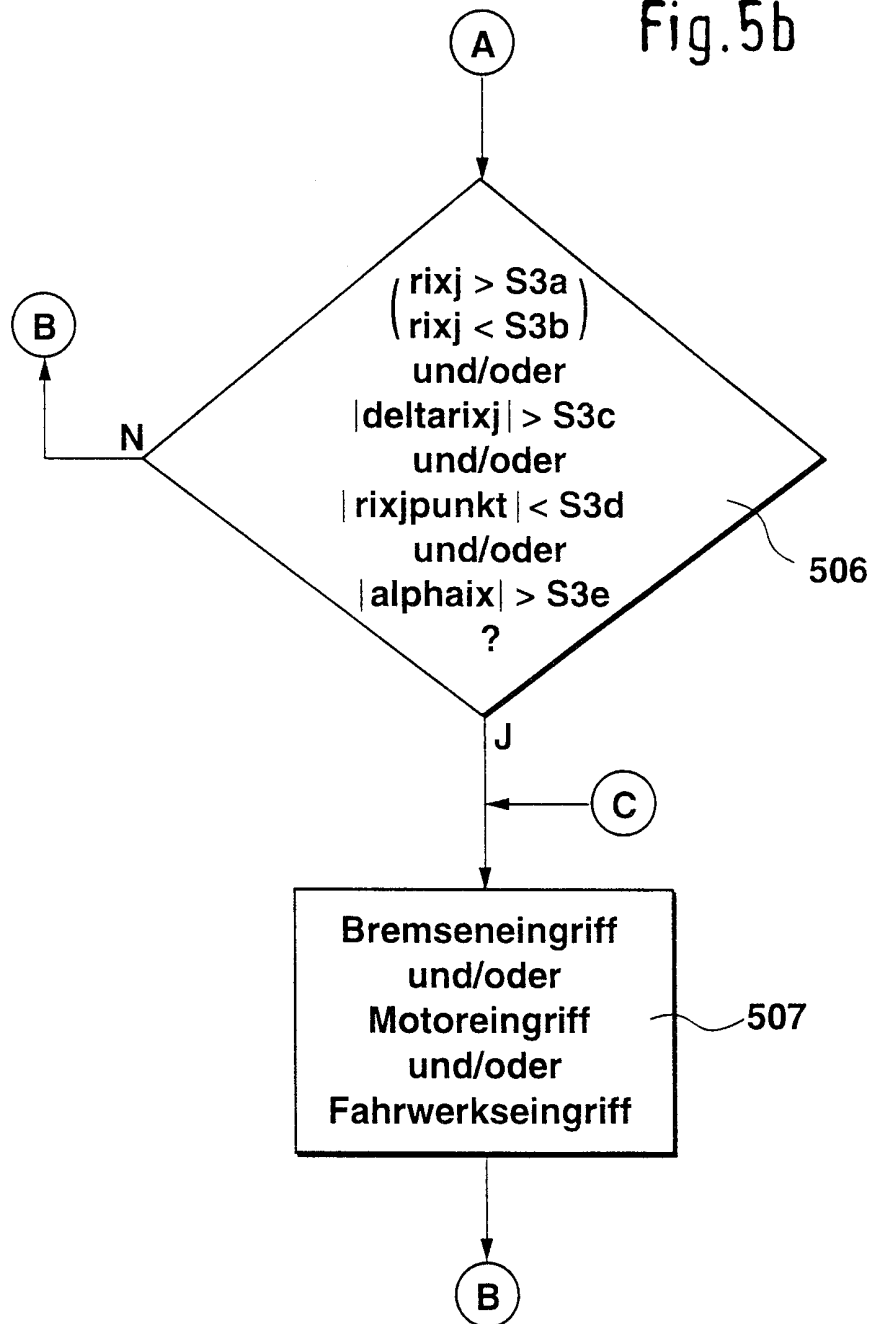 Fig.5b
A
rixj > S3a
rixj < S3b
B
und/oder
|deltarixj| > S3c
N
und/oder
|rixjpunkt| < S3d
und/oder
506
|alphaix| > S3e
?
J
C
Bremseneingriff
und/oder
Motoreingriff
507
und/oder
Fahrwerkseingriff
B